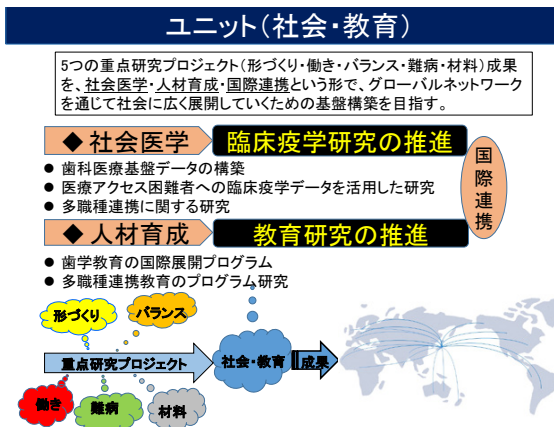 ユニット(社会・教育)
5つの重点研究プロジェクト(形づくり・働き・バランス・難病・材料)成果
を、社会医学・人材育成・国際連携という形で、グローバルネットワーク
を通じて社会に広く展開していくための基盤構築を目指す。
◆社会医学
臨床疫学研究の推進
● 歯科医療基盤データの構築
● 医療アクセス困難者への臨床疫学データを活用した研究
● 多職種連携に関する研究
国際連携
◆人材育成
教育研究の推進
● 歯学教育の国際展開プログラム
● 多職種連携教育のプログラム研究
形づくり
バランス
重点研究プロジェクト
社会・教育
成果
働き
難病
材料